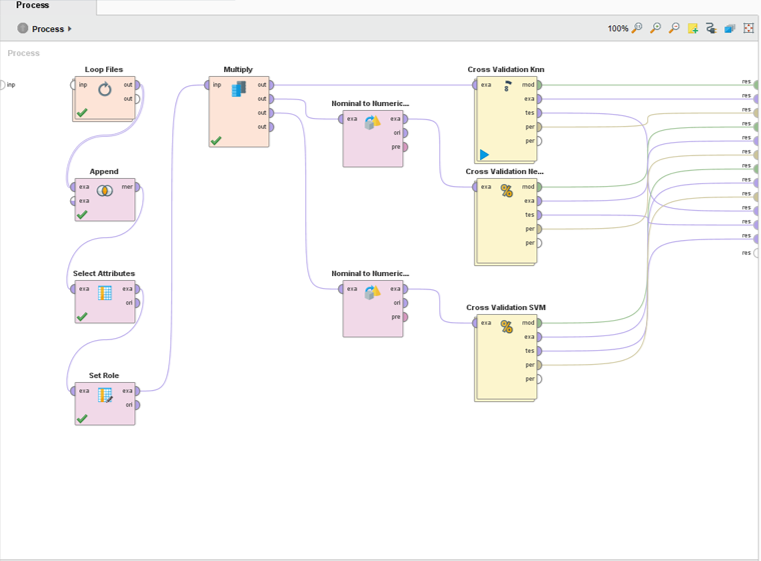 Process
Process
100%
Process
inp
Loop Files
inp
out
out
Append
exa
mer
exa
Select Attributes
exa
exa
ori
Set Role
exa
exa
ori
Multiply
inp
out
out
out
out
Nominal to Numeric...
exa
exa
ori
pre
Nominal to Numeric...
exa
exa
ori
pre
Cross Validation Knn
exa
mod
exa
tes
per
per
Cross Validation Ne...
exa
mod
exa
tes
per
per
Cross Validation SVM
exa
mod
exa
tes
per
per
res
res
res
res
res
res
res
res
res
res
res
res
res